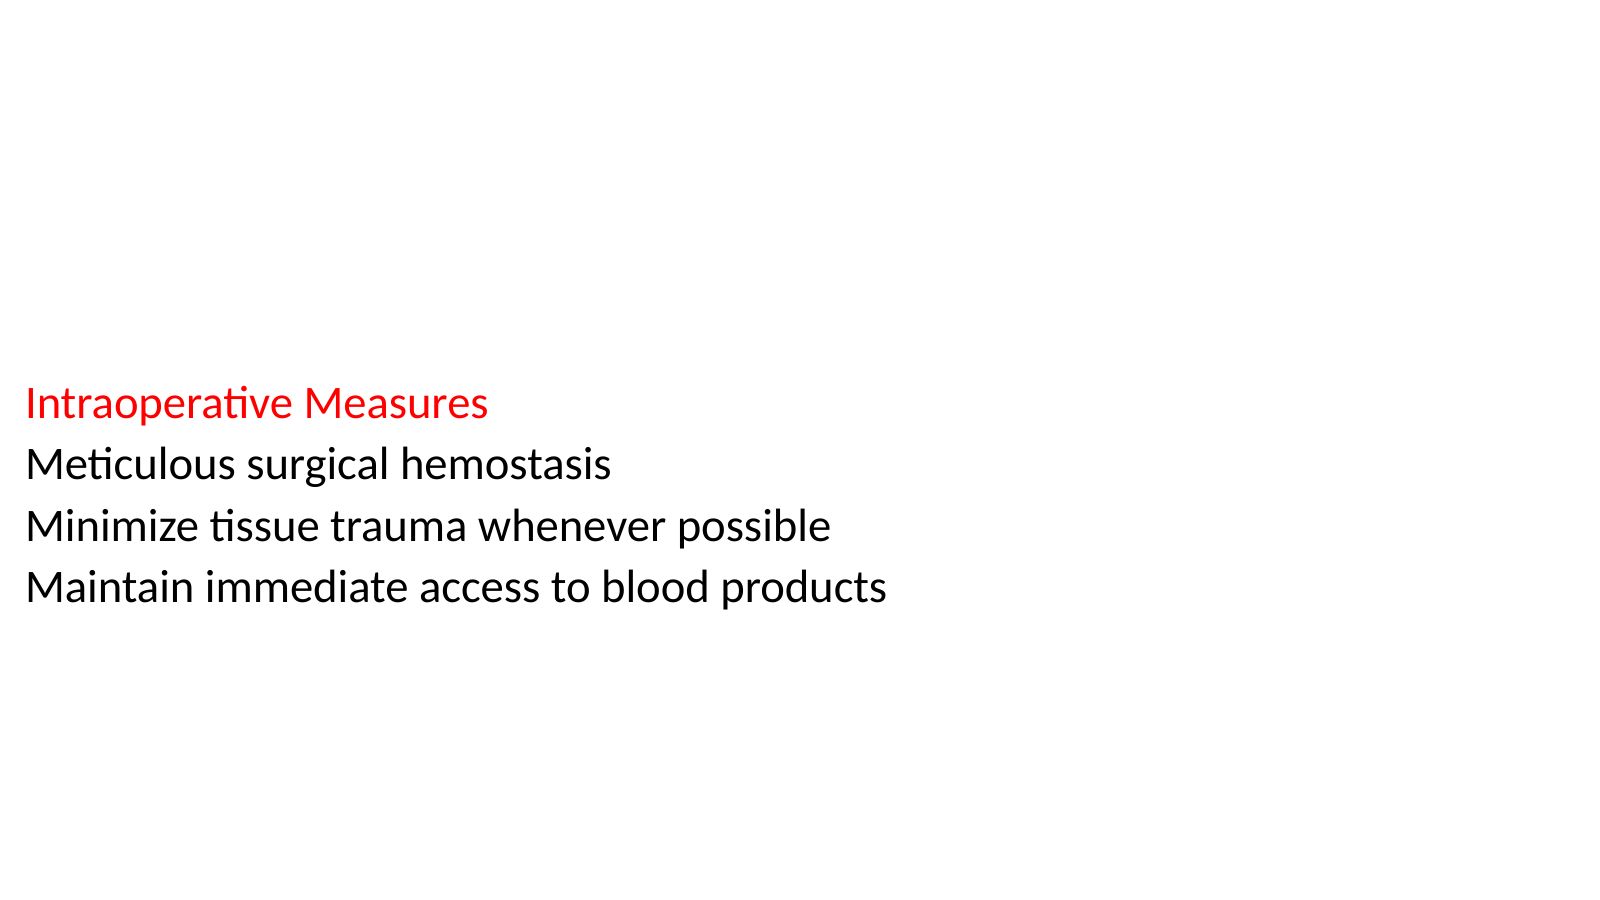 Intraoperative Measures
Meticulous surgical hemostasis
Minimize tissue trauma whenever possible
Maintain immediate access to blood products